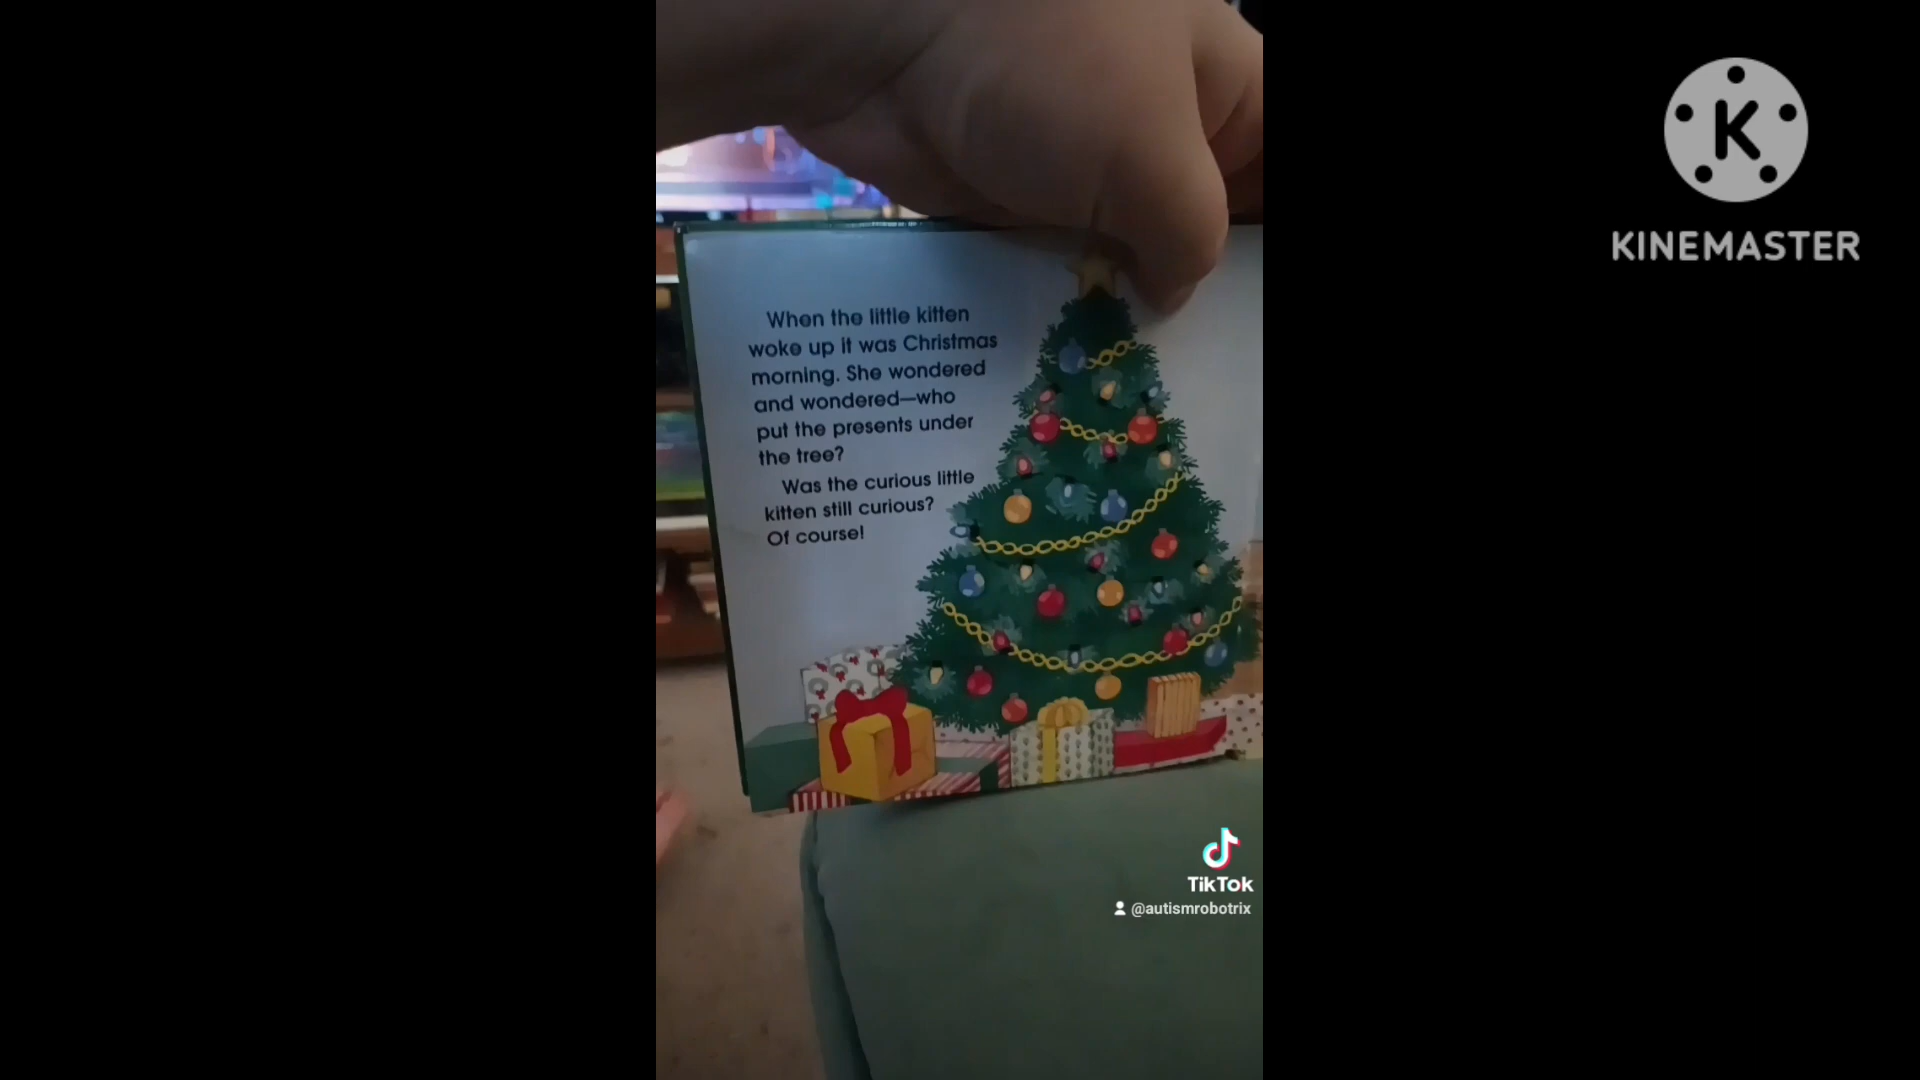 When the little kitten
woke up it was Christmas
morning. She wondered
and wondered—who
put the presents under
the tree?
Was the curious little
kitten still curious?
Of course!
K
KINEMASTER
TikTok
@autismrobotrix